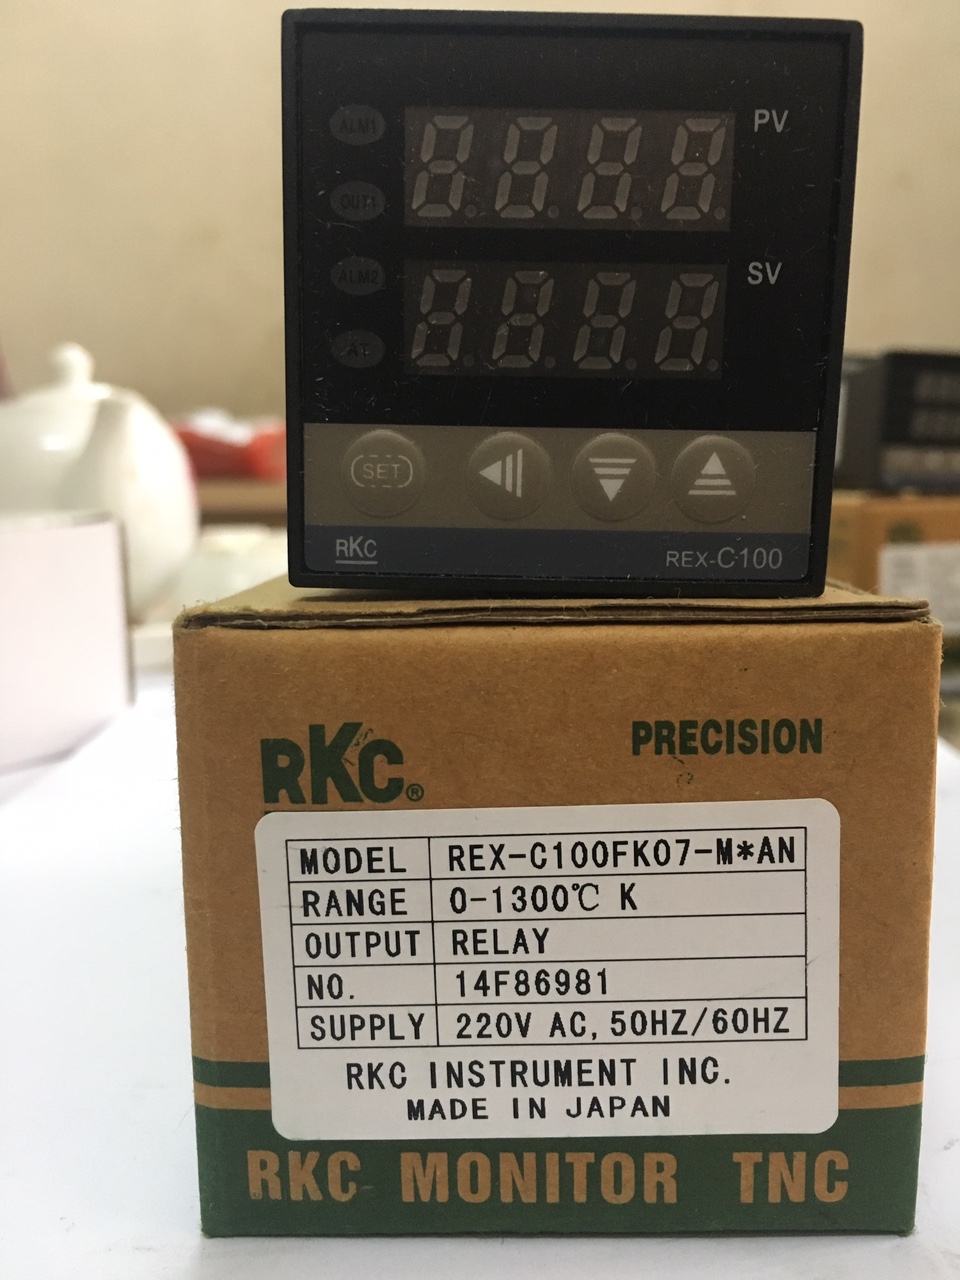 ALM1
PV
OUT1
ALM2
SV
AT
SET
RKC
REX-C100
RKC®
PRECISION
MODEL REX-C100FK07-M*AN
RANGE 0-1300℃ K
OUTPUT RELAY
NO. 14F86981
SUPPLY 220V AC, 50HZ/60HZ
RKC INSTRUMENT INC.
MADE IN JAPAN
RKC MONITOR TNC